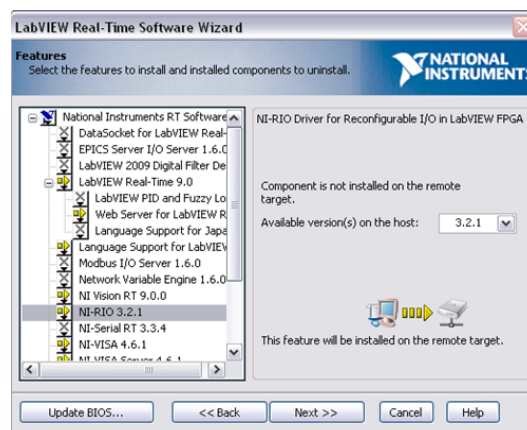 LabVIEW Real-Time Software Wizard
Features
Select the features to install and installed components to uninstall.
NATIONAL
INSTRUMENTS
National Instruments RT Software
DataSocket for LabVIEW Real-
EPICS Server I/O Server 1.6.0
LabVIEW 2009 Digital Filter De
LabVIEW Real-Time 9.0
LabVIEW PID and Fuzzy Lo
Web Server for LabVIEW R
Language Support for Japa
Language Support for LabVIEW
Modbus I/O Server 1.6.0
Network Variable Engine 1.6.0
NI Vision RT 9.0.0
NI-RIO 3.2.1
NI-Serial RT 3.3.4
NI-VISA 4.6.1
NI-VISA Server 4.6.1
NI-RIO Driver for Reconfigurable I/O in LabVIEW FPGA
Component is not installed on the remote
target.
Available version(s) on the host: 3.2.1
This feature will be installed on the remote target.
Update BIOS... << Back Next >> Cancel Help